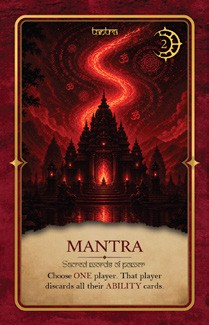 tantra
2
MANTRA
Sacred words of power
Choose ONE player. That player
discards all their ABILITY cards.